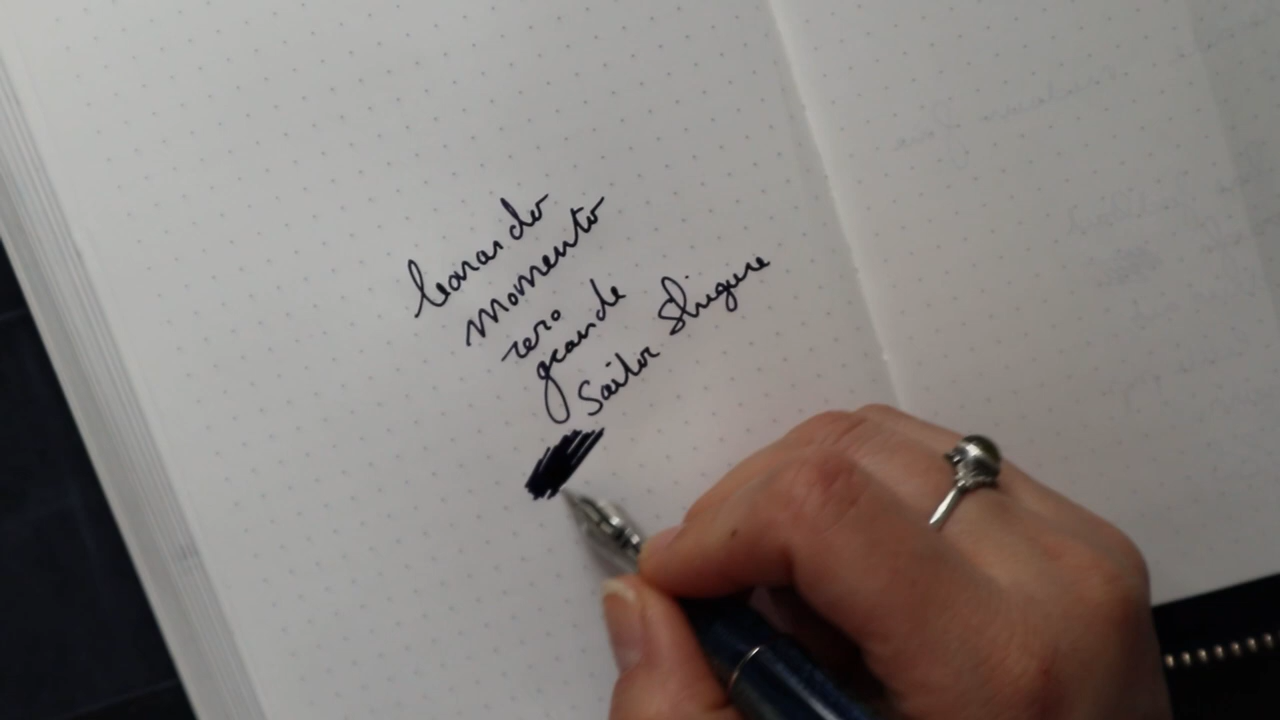 leonardo
momento
zero
grande
Sailor Shigure